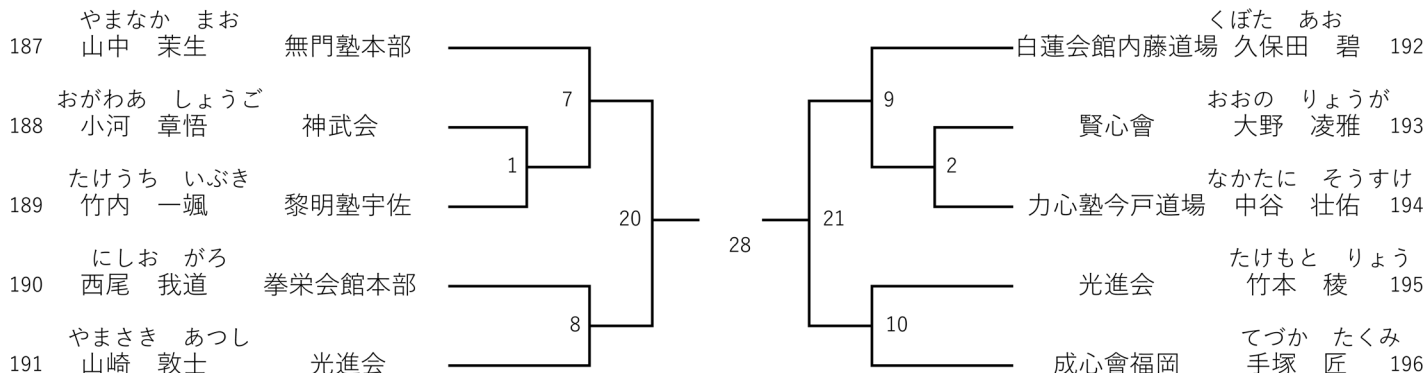 やまなか　まお
187 山中　茉生 無門塾本部
7
おがわあ　しょうご
188 小河　章悟 神武会
1
たけうち　いぶき
189 竹内　一颯 黎明塾宇佐
20
にしお　がろ
190 西尾　我道 拳栄会館本部
8
やまさき　あつし
191 山崎　敦士 光進会
28
くぼた　あお
白蓮会館内藤道場 久保田　碧 192
9
おおの　りょうが
賢心會 大野　凌雅 193
2
なかたに　そうすけ
力心塾今戸道場 中谷　壮佑 194
21
たけもと　りょう
光進会 竹本　稜 195
10
てづか　たくみ
成心會福岡 手塚　匠 196